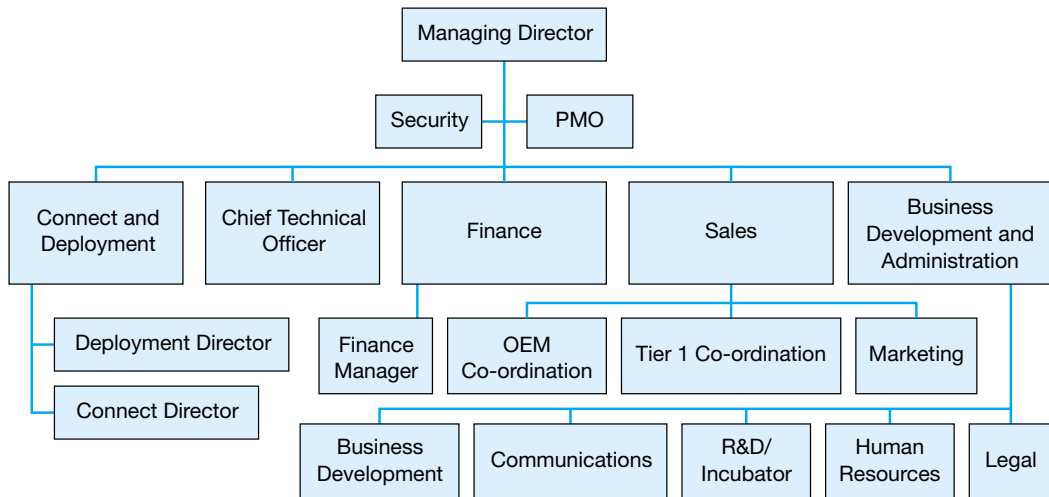 Managing Director
Security
PMO
Connect and
Deployment
Chief Technical
Officer
Finance
Sales
Business
Development and
Administration
Deployment Director
Connect Director
Finance
Manager
OEM
Co-ordination
Tier 1 Co-ordination
Marketing
Business
Development
Communications
R&D/
Incubator
Human
Resources
Legal